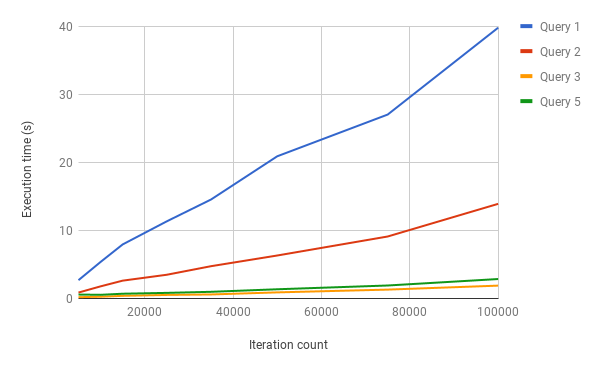 Execution time (s)
40
30
20
10
0
20000 40000 60000 80000 100000
Iteration count
Query 1
Query 2
Query 3
Query 5